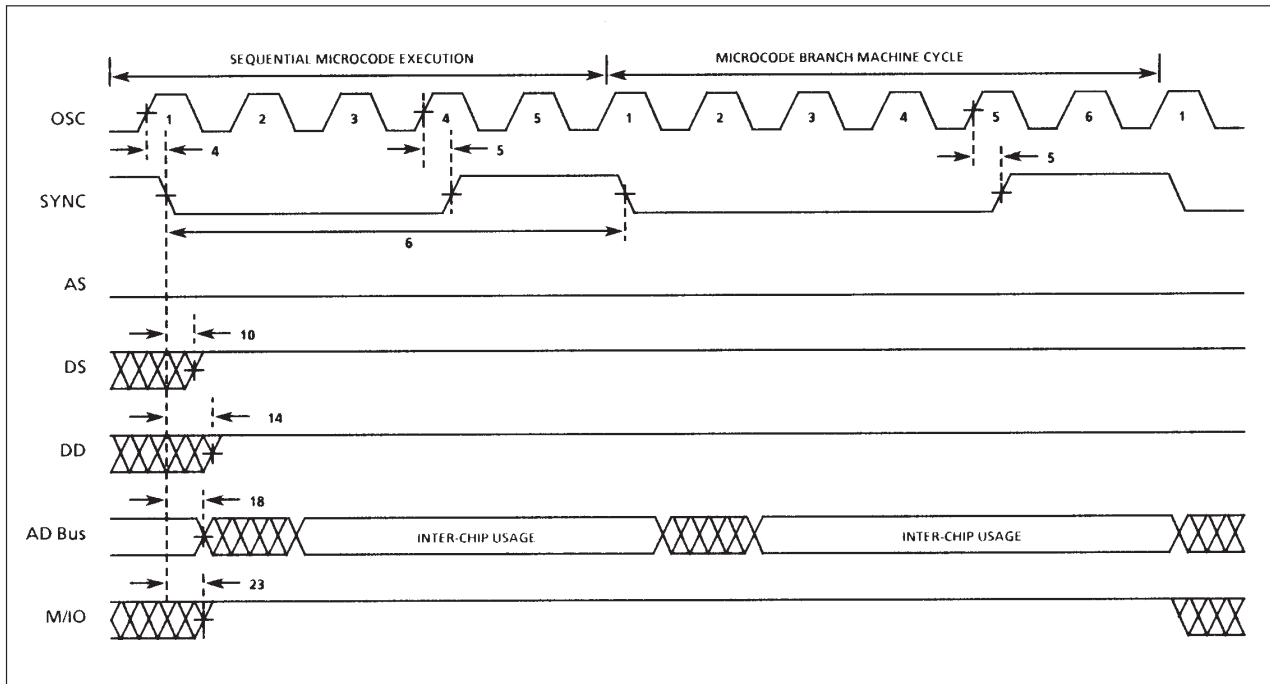 SEQUENTIAL MICROCODE EXECUTION
MICROCODE BRANCH MACHINE CYCLE
OSC 1 2 3 4 5 1 2 3 4 5 6 1
4 5 5
SYNC
6
AS
10
DS
14
DD
18
AD Bus INTER-CHIP USAGE INTER-CHIP USAGE
23
M/IO